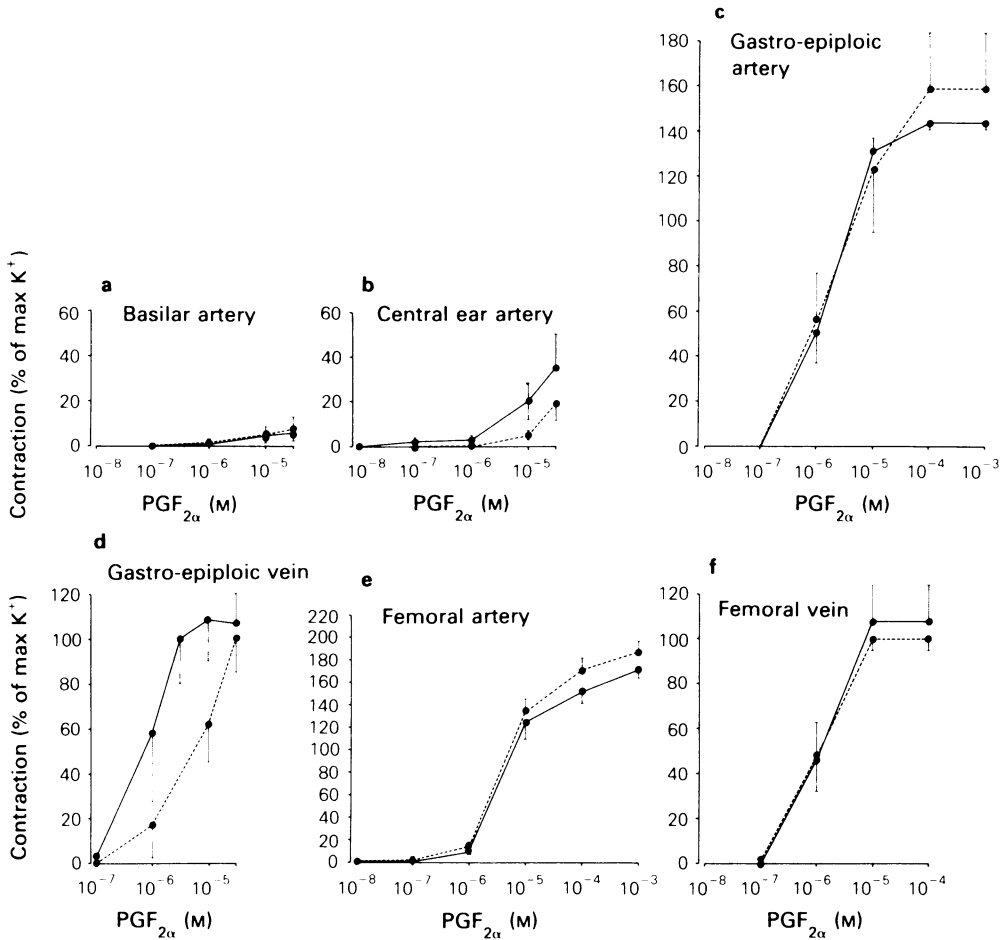 c
Gastro-epiploic
artery
180
160
140
120
100
80
60
40
20
0
10⁻⁸ 10⁻⁷ 10⁻⁶ 10⁻⁵ 10⁻⁴ 10⁻³
PGF₂α (M)
Contraction (% of max K⁺)
a
Basilar artery
60
40
20
0
10⁻⁸ 10⁻⁷ 10⁻⁶ 10⁻⁵
PGF₂α (M)
b
Central ear artery
60
40
20
0
10⁻⁸ 10⁻⁷ 10⁻⁶ 10⁻⁵
PGF₂α (M)
Contraction (% of max K⁺)
d
Gastro-epiploic vein
120
100
80
60
40
20
0
10⁻⁷ 10⁻⁶ 10⁻⁵
PGF₂α (M)
e
Femoral artery
220
200
180
160
140
120
100
80
60
40
20
0
10⁻⁸ 10⁻⁷ 10⁻⁶ 10⁻⁵ 10⁻⁴ 10⁻³
PGF₂α (M)
f
Femoral vein
120
100
80
60
40
20
0
10⁻⁸ 10⁻⁷ 10⁻⁶ 10⁻⁵ 10⁻⁴
PGF₂α (M)